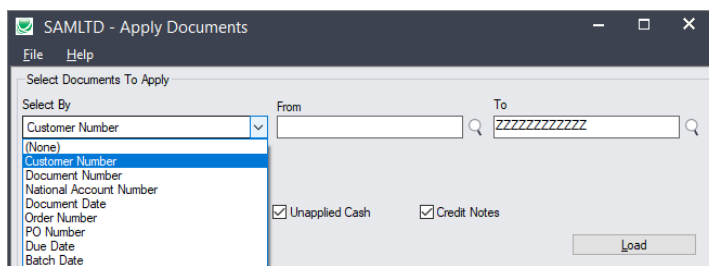 SAMLTD - Apply Documents
File Help
Select Documents To Apply
Select By From To
Customer Number ZZZZZZZZZZZZ
(None)
Customer Number
Document Number
National Account Number
Document Date
Order Number
Unapplied Cash Credit Notes
PO Number
Due Date
Load
Batch Date